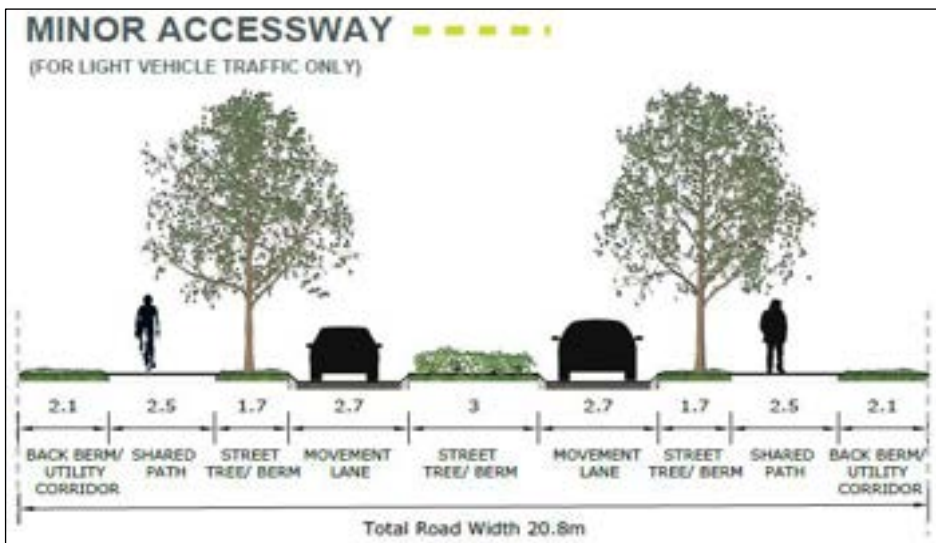 MINOR ACCESSWAY
(FOR LIGHT VEHICLE TRAFFIC ONLY)
2.1 2.5 1.7 2.7 3 2.7 1.7 2.5 2.1
BACK BERM/ SHARED STREET MOVEMENT STREET MOVEMENT STREET SHARED BACK BERM/
UTILITY PATH TREE/ BERM LANE TREE/ BERM LANE TREE/ BERM PATH UTILITY
CORRIDOR CORRIDOR
Total Road Width 20.8m